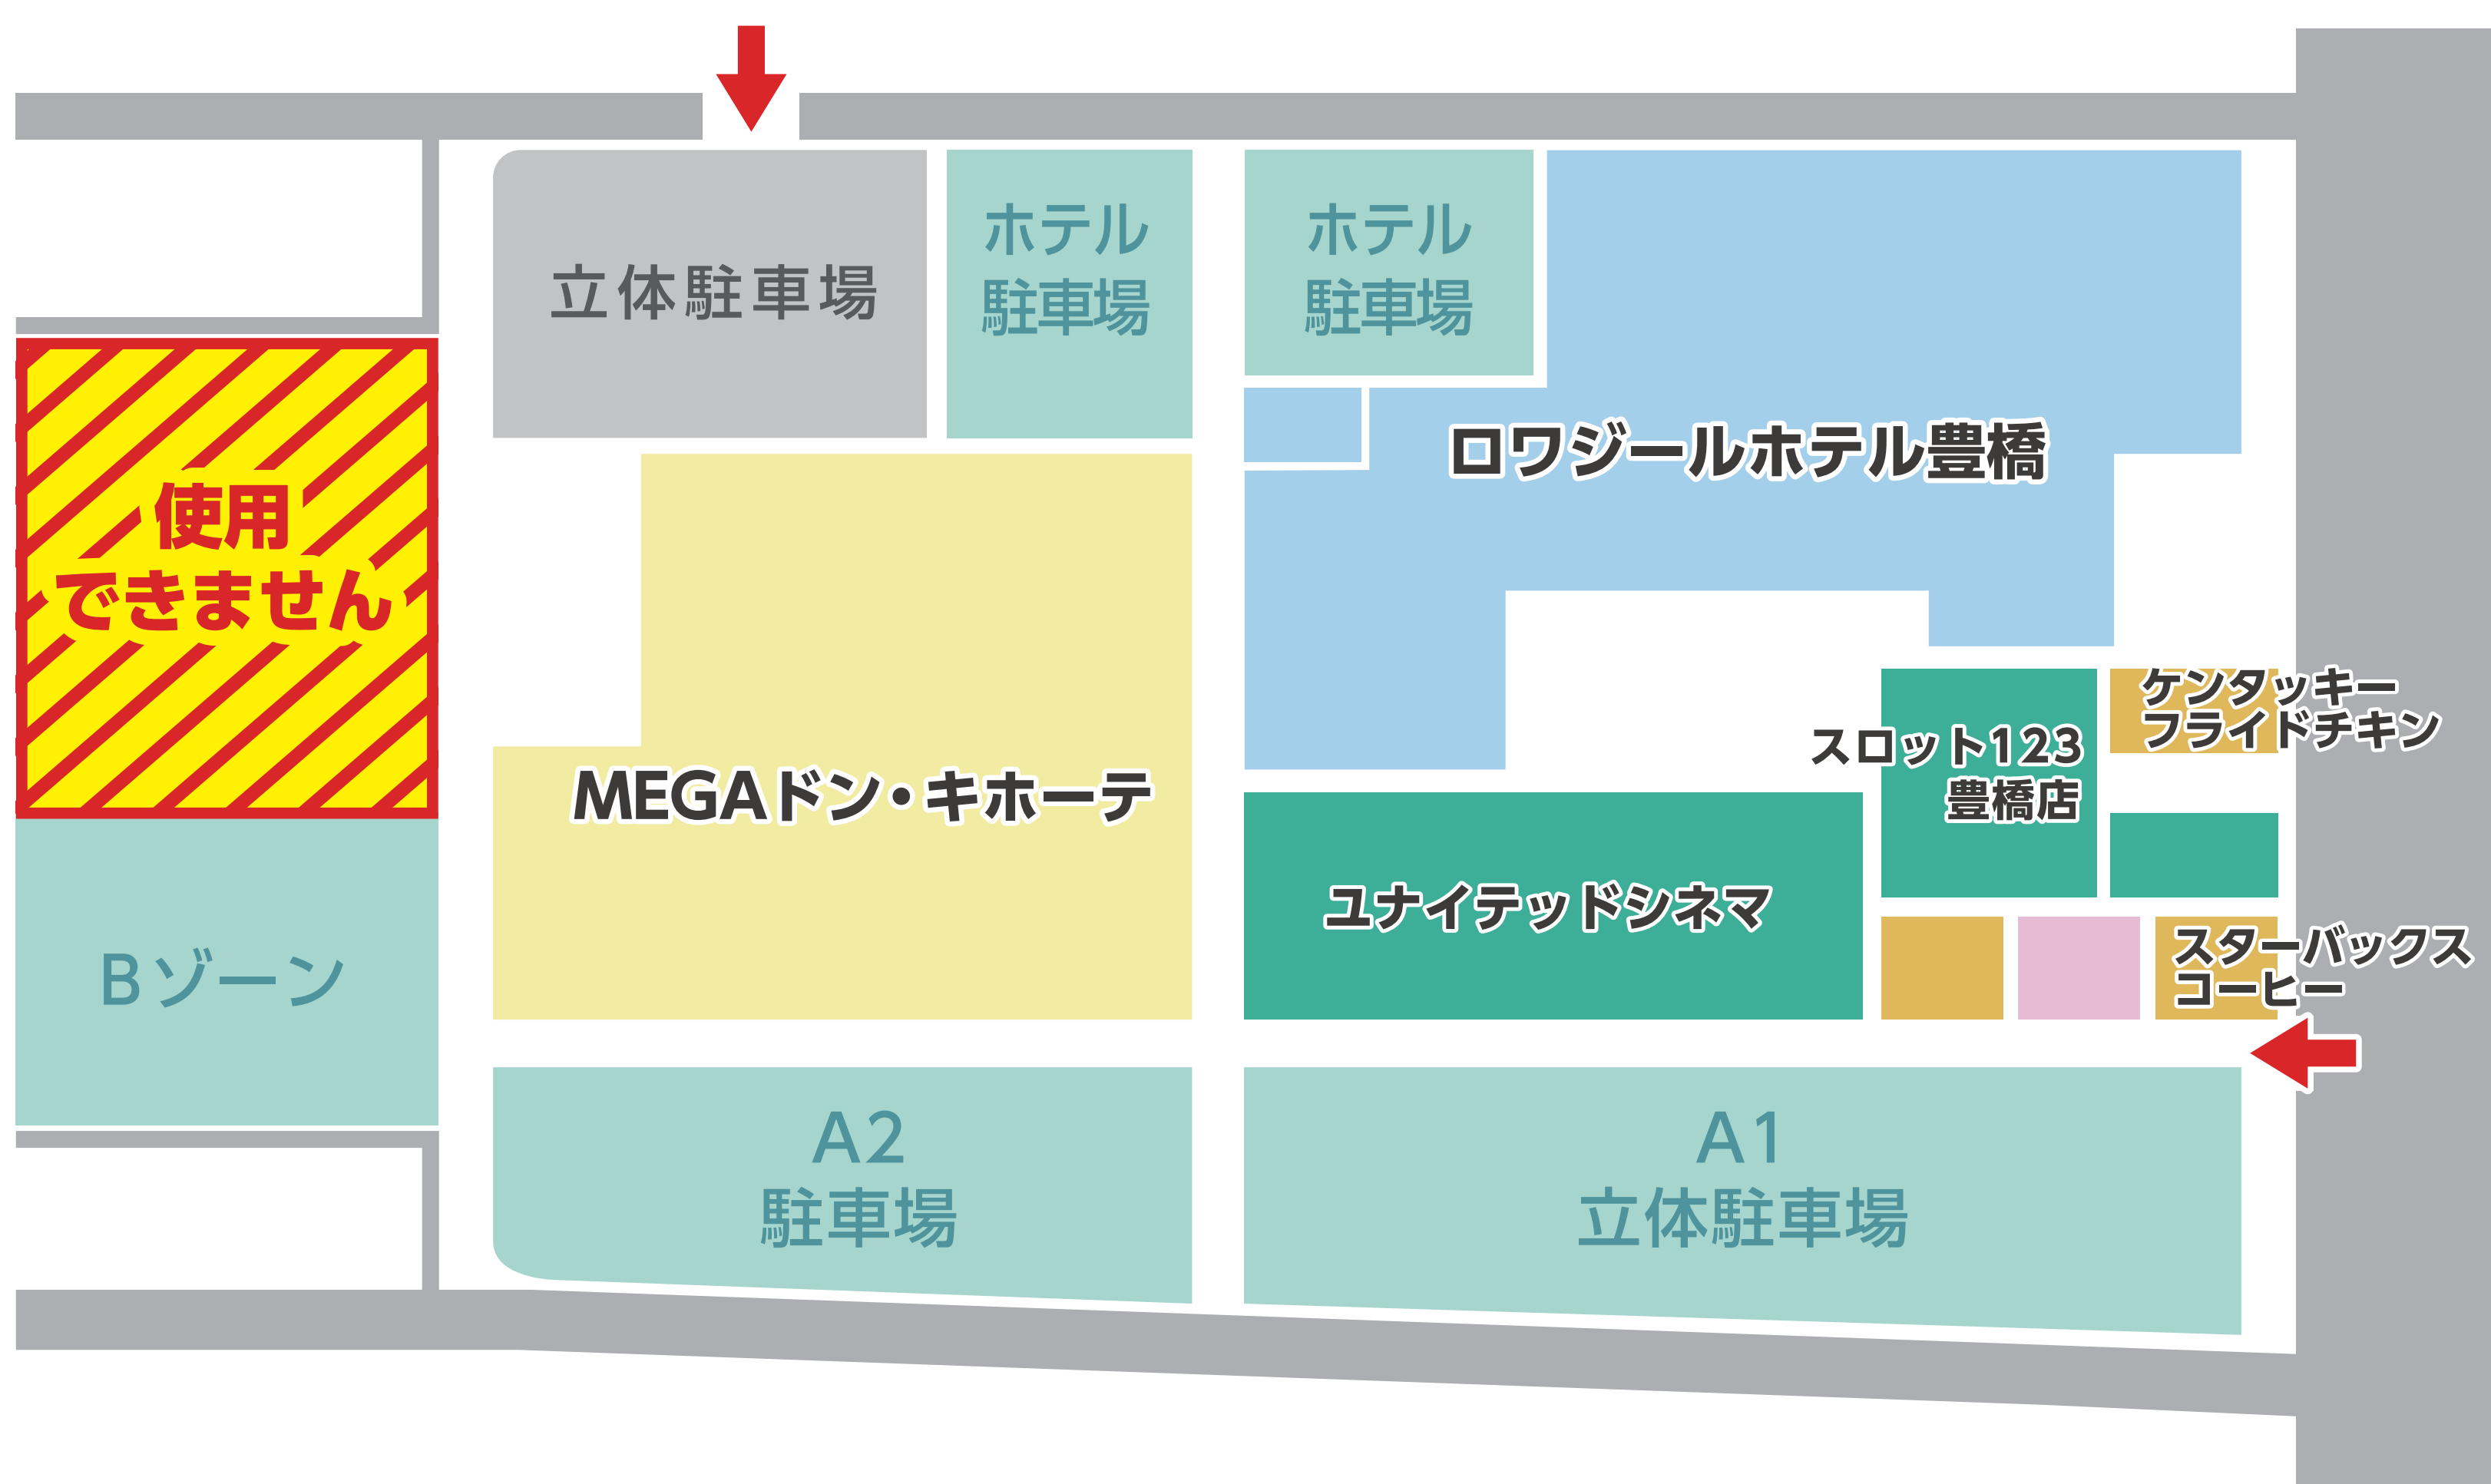 立体駐車場
ホテル
駐車場
ホテル
駐車場
ロワジールホテル豊橋
使用
できません
MEGAドン・キホーテ
ケンタッキー
フライドチキン
スロット123
豊橋店
ユナイテッドシネマ
スターバックス
コーヒー
Bゾーン
A2
駐車場
A1
立体駐車場